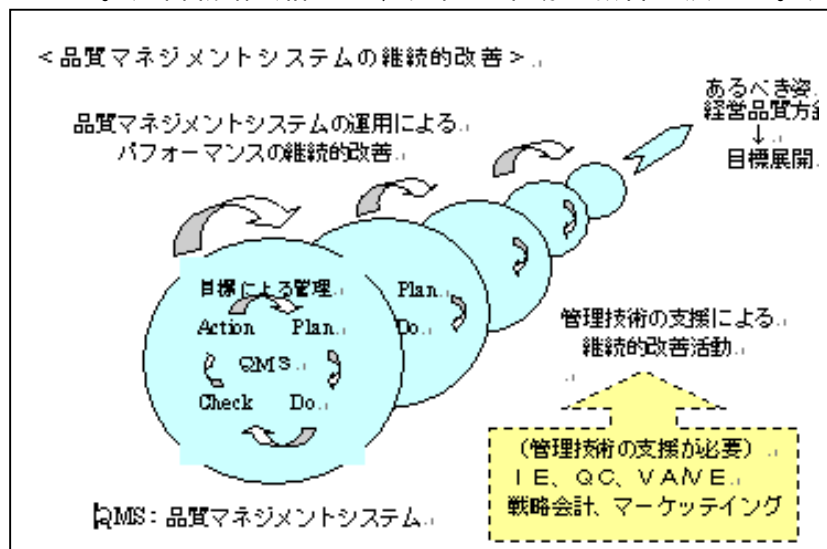 <品質マネジメントシステムの継続的改善>
あるべき姿
経営品質方針
↓
目標展開
品質マネジメントシステムの運用による
パフォーマンスの継続的改善
目標による管理
Action Plan
QMS
Check Do
Plan
Do
管理技術の支援による
継続的改善活動
(管理技術の支援が必要)
IE、QC、VA/VE
戦略会計、マーケッテイング
QMS:品質マネジメントシステム